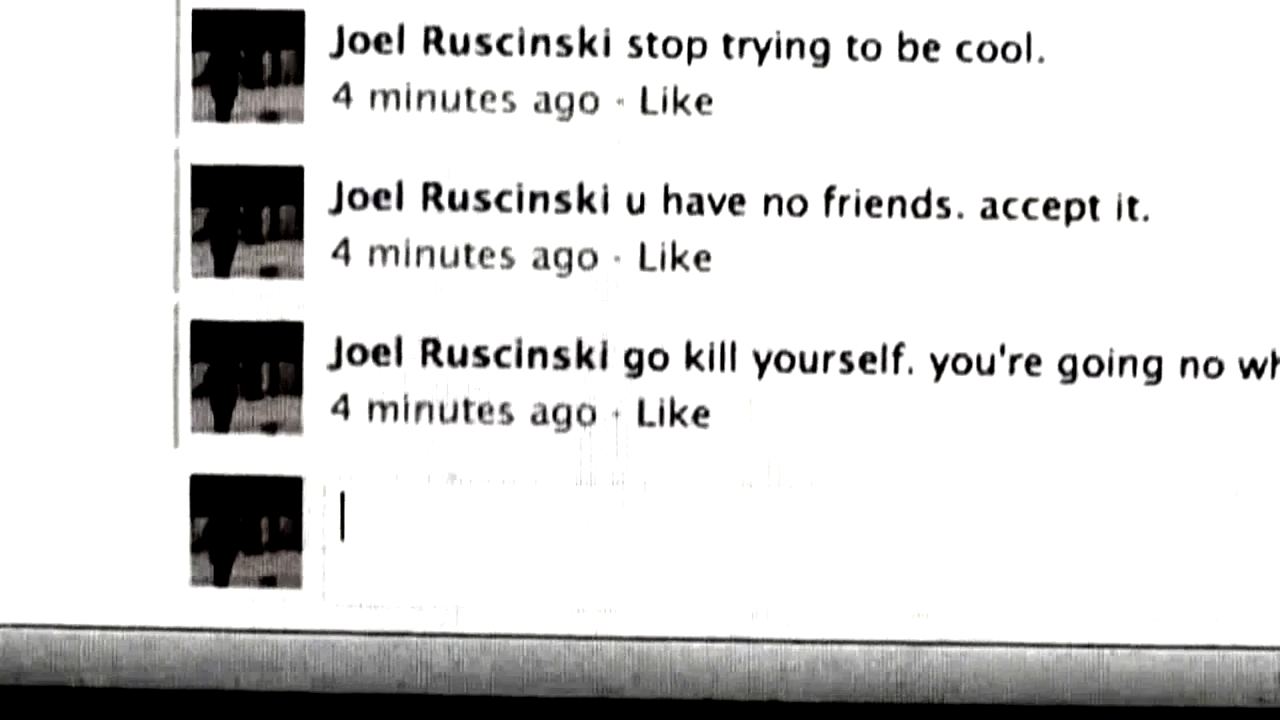 Joel Ruscinski stop trying to be cool.
4 minutes ago · Like
Joel Ruscinski u have no friends. accept it.
4 minutes ago · Like
Joel Ruscinski go kill yourself. you're going no
4 minutes ago · Like